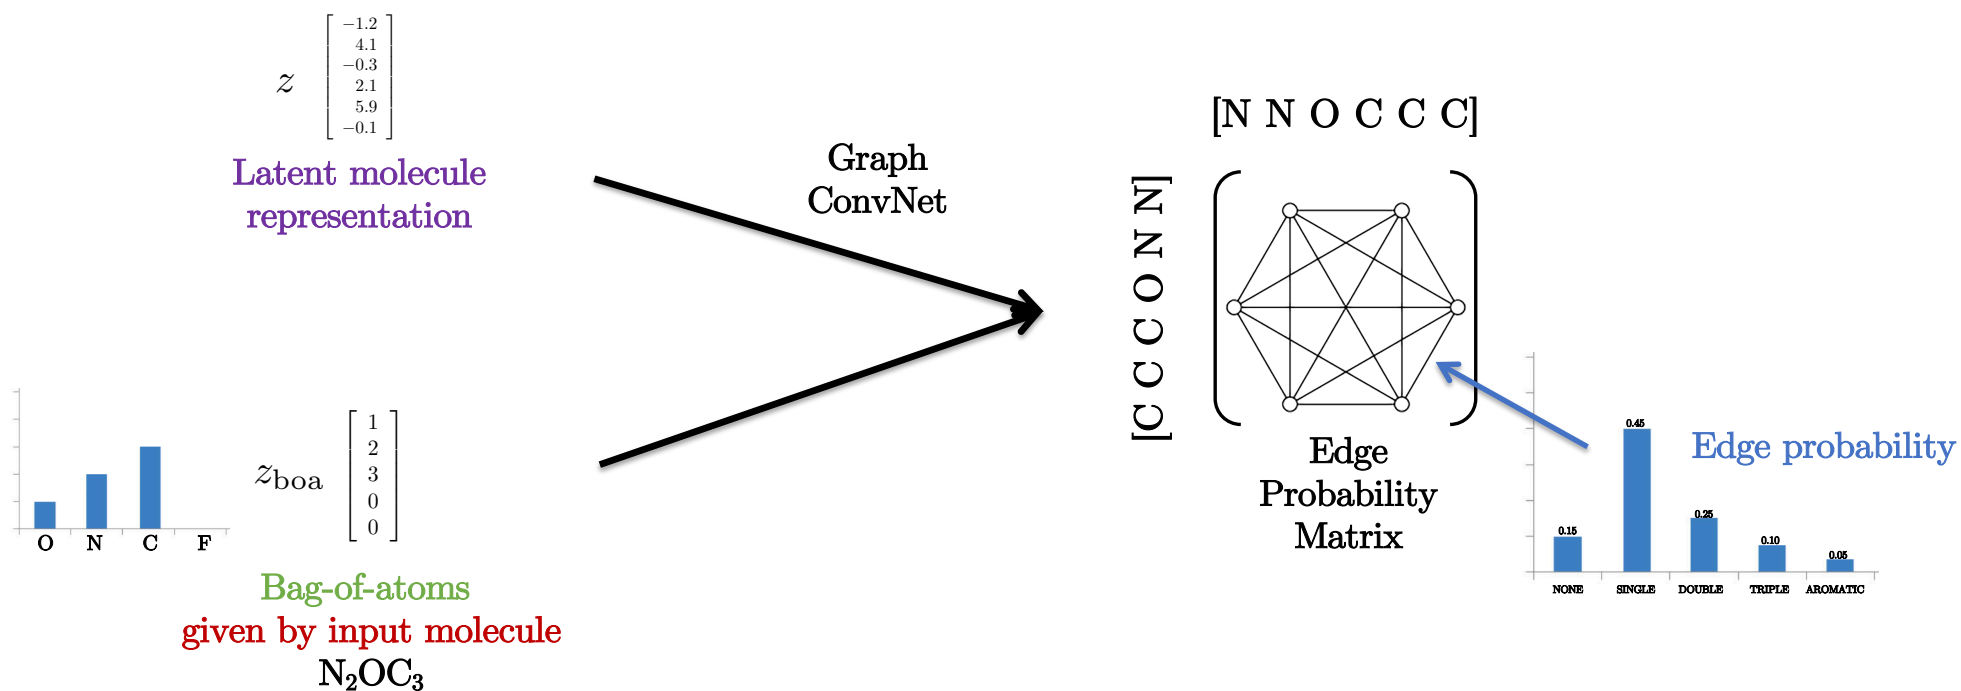 z
−1.2
4.1
−0.3
2.1
5.9
−0.1
Latent molecule
representation
Graph
ConvNet
[N N O C C C]
[C C C O N N]
Edge
Probability
Matrix
Edge probability
0.15
0.45
0.25
0.10
0.05
NONE SINGLE DOUBLE TRIPLE AROMATIC
O N C F
z_boa
1
2
3
0
0
Bag-of-atoms
given by input molecule
N₂OC₃